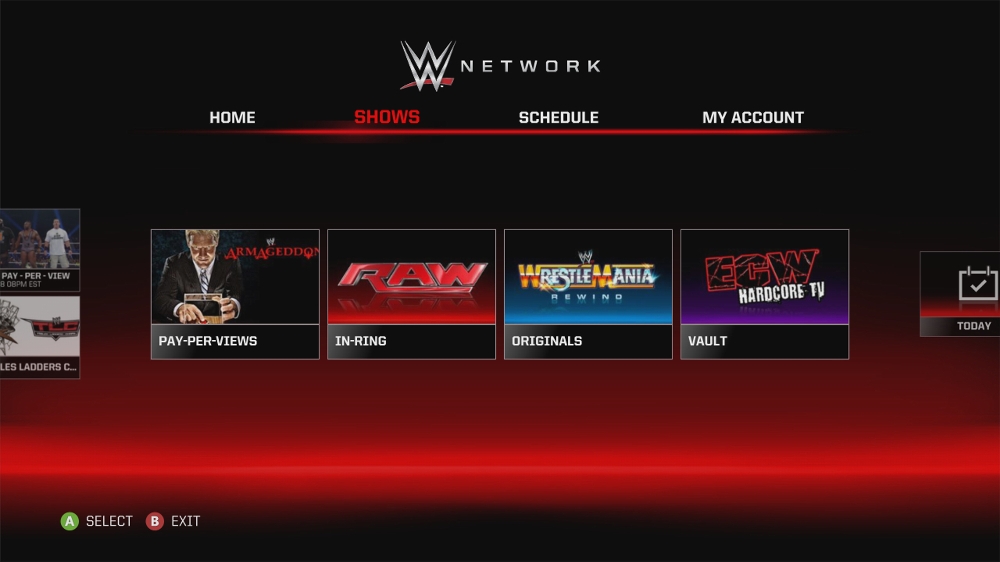 W NETWORK
HOME
SHOWS
SCHEDULE
MY ACCOUNT
PAY - PER - VIEW
8 08PM EST
TLC
LES LADDERS C...
W
ARMAGEDDON
PAY-PER-VIEWS
RAW
IN-RING
W
WRESTLEMANIA
REWIND
ORIGINALS
ECW
HARDCORE TV
VAULT
TODAY
A SELECT
B EXIT